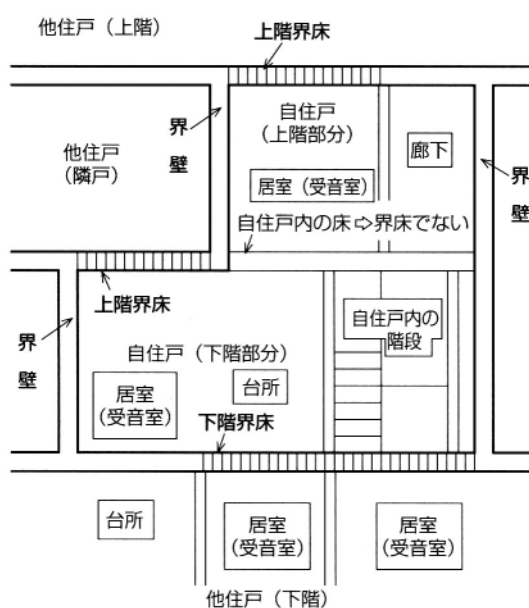 他住戸（上階）
上階界床
界
壁
他住戸
（隣戸）
自住戸
（上階部分）
廊下
居室（受音室）
界
壁
自住戸内の床⇨界床でない
上階界床
界
壁
自住戸内の
階段
自住戸（下階部分）
居室
（受音室）
台所
下階界床
台所
居室
（受音室）
居室
（受音室）
他住戸（下階）